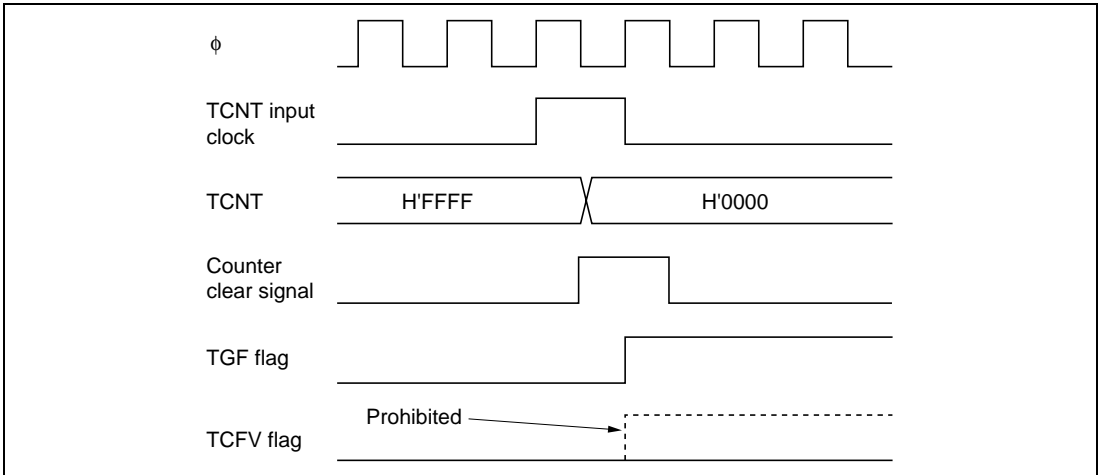 ϕ
TCNT input
clock
TCNT
H'FFFF
H'0000
Counter
clear signal
TGF flag
Prohibited
TCFV flag